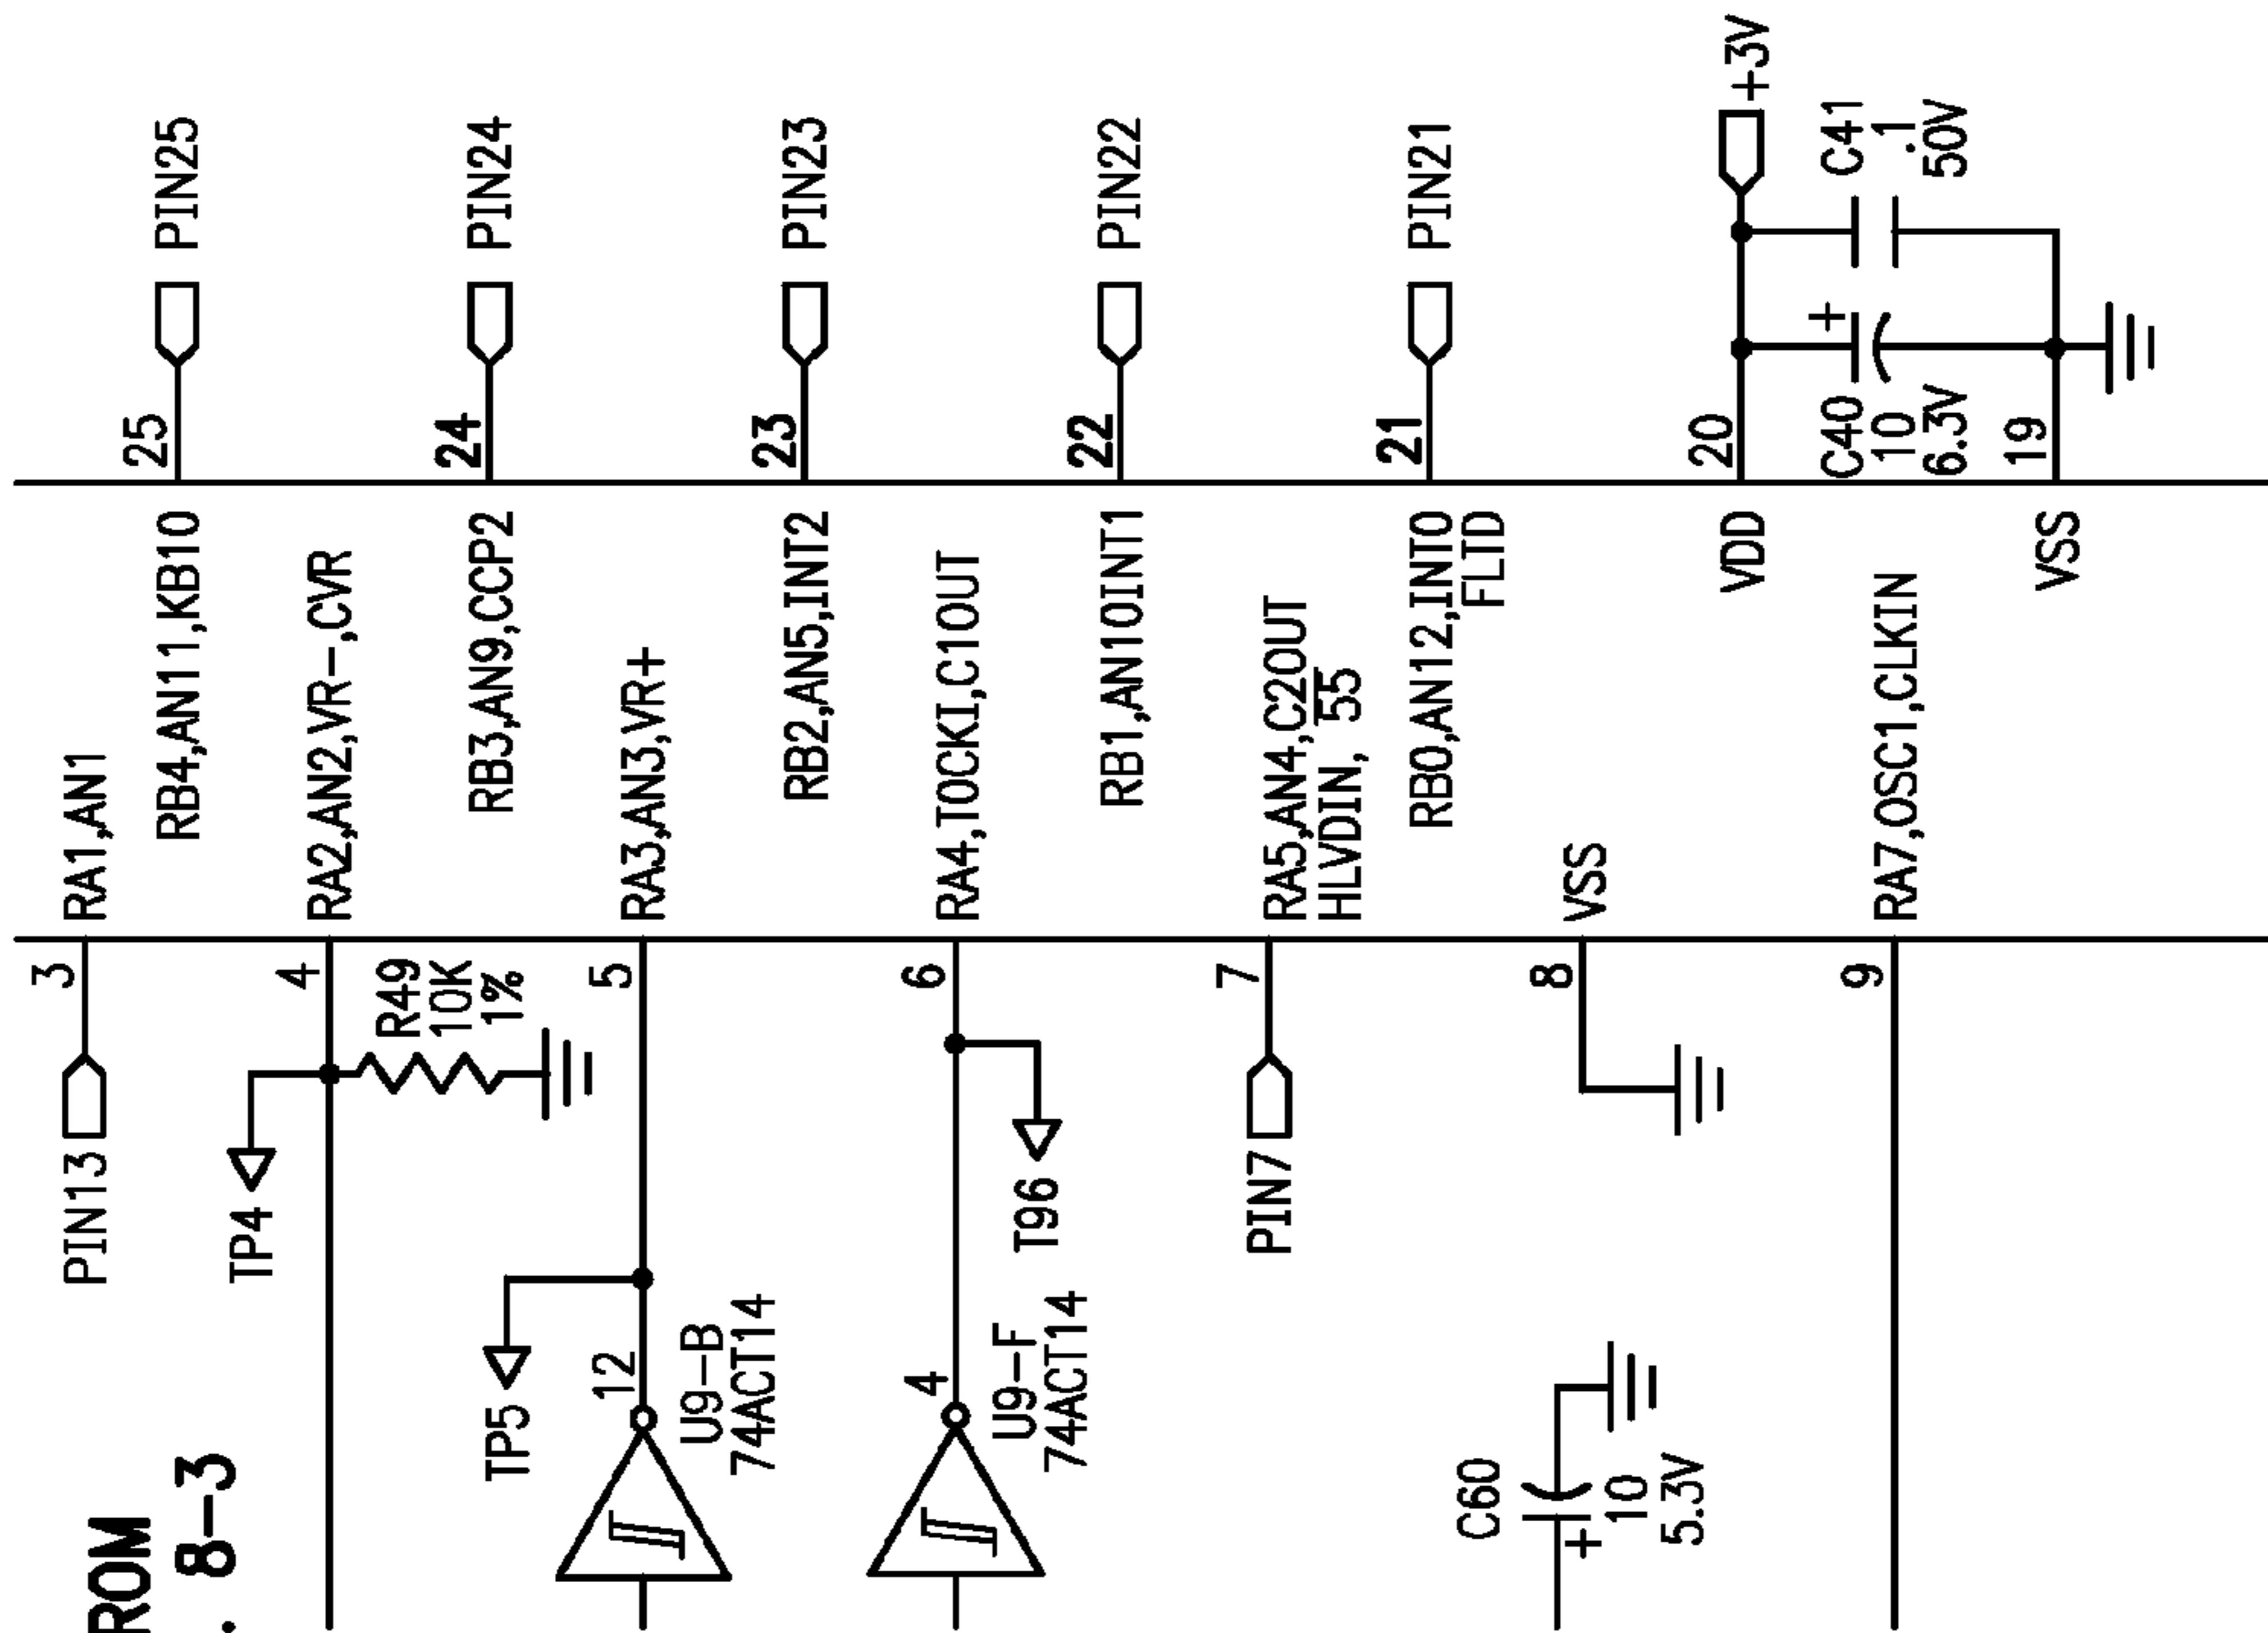 ROM
. 8-3
PIN13
3
RA1,AN1
RB4,AN11,KB10
25
PIN25
TP4
4
R49
10K
1%
RA2,AN2,VR-,CVR
RB3,AN9,CCP2
24
PIN24
TP5
12
U9-B
74ACT14
5
RA3,AN3,VR+
RB2,AN5,INT2
23
PIN23
4
U9-F
74ACT14
T96
6
RA4,TOCKI,C1OUT
RB1,AN10INT1
22
PIN22
PIN7
7
RA5,AN4,C2OUT
HLVDIN, 55
RB0,AN12,INT0
FLTD
21
PIN21
C60
+
10
5.3V
8
VSS
VDD
20
+3V
C40
10
6.3V
+
C41
.1
50V
9
RA7,OSC1,CLKIN
VSS
19